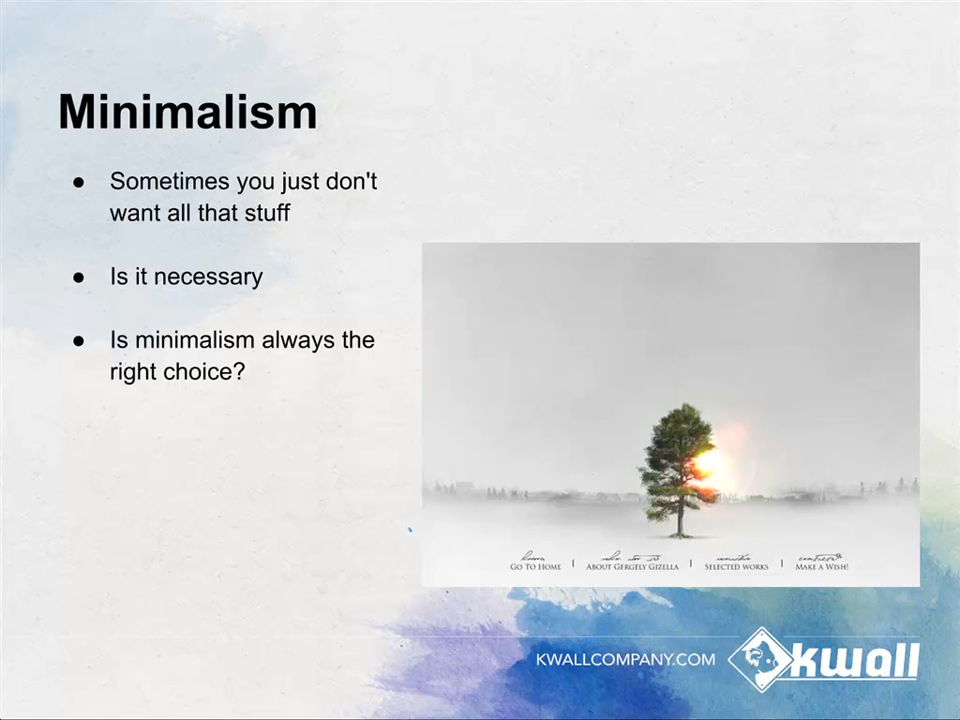 Minimalism
● Sometimes you just don't
want all that stuff
● Is it necessary
● Is minimalism always the
right choice?
GO TO HOME | ABOUT GERGELY GIZELLA | SELECTED WORKS | MAKE A WISH!
KWALLCOMPANY.COM
kwall